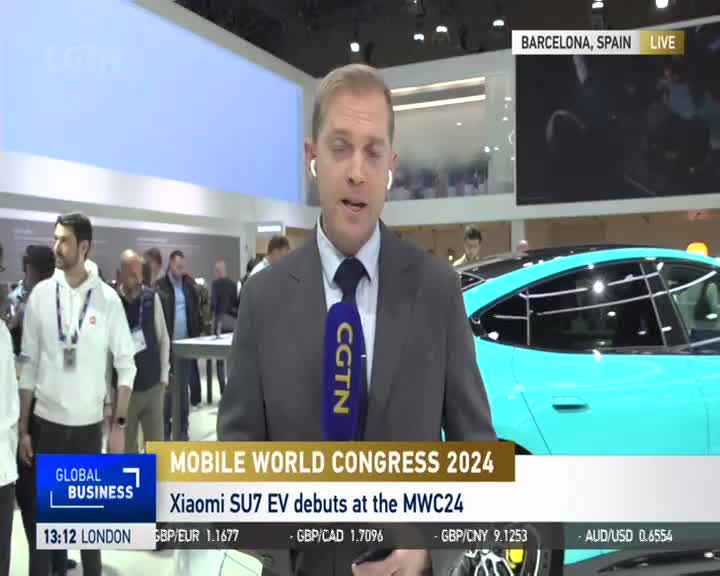 CGTN
BARCELONA, SPAIN LIVE
CGTN
MOBILE WORLD CONGRESS 2024
GLOBAL
BUSINESS
Xiaomi SU7 EV debuts at the MWC24
13:12 LONDON GBP/EUR 1.1677 - GBP/CAD 1.7096 - GBP/CNY 9.1253 - AUD/USD 0.6554